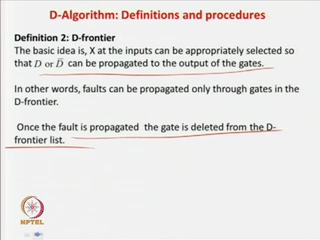 D-Algorithm: Definitions and procedures
Definition 2: D-frontier
The basic idea is, X at the inputs can be appropriately selected so
that D or D̅ can be propagated to the output of the gates.
In other words, faults can be propagated only through gates in the
D-frontier.
Once the fault is propagated the gate is deleted from the D-
frontier list.
NPTEL